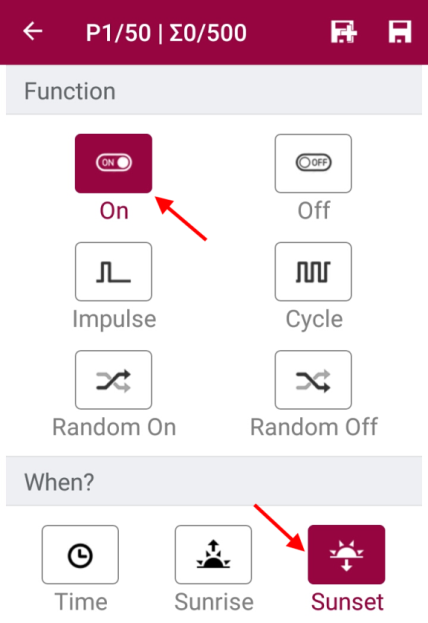 P1/50 | Σ0/500
Function
ON OFF
On Off
Impulse Cycle
Random On Random Off
When?
Time Sunrise Sunset